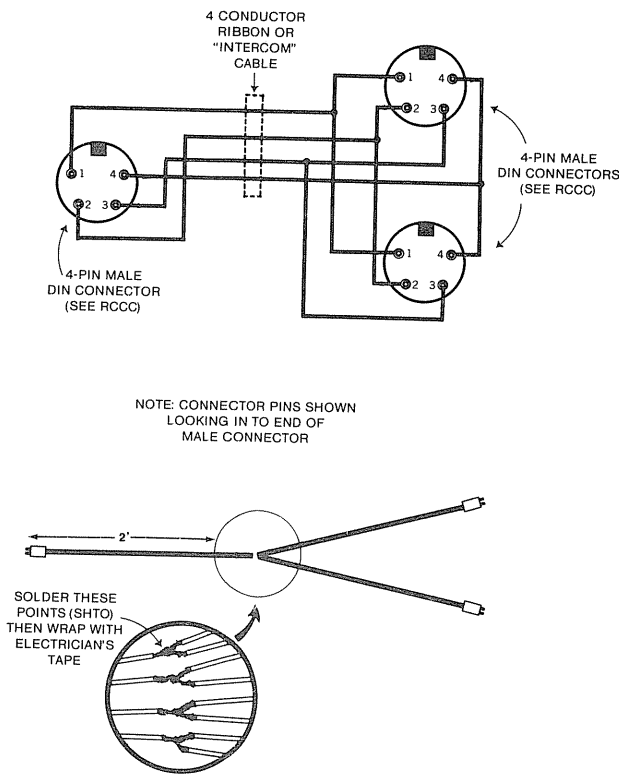 4 CONDUCTOR
RIBBON OR
"INTERCOM"
CABLE
1
4
2
3
4-PIN MALE
DIN CONNECTORS
(SEE RCCC)
1
4
2
3
1
4
2
3
4-PIN MALE
DIN CONNECTOR
(SEE RCCC)
NOTE: CONNECTOR PINS SHOWN
LOOKING IN TO END OF
MALE CONNECTOR
2'
SOLDER THESE
POINTS (SHTO)
THEN WRAP WITH
ELECTRICIAN'S
TAPE